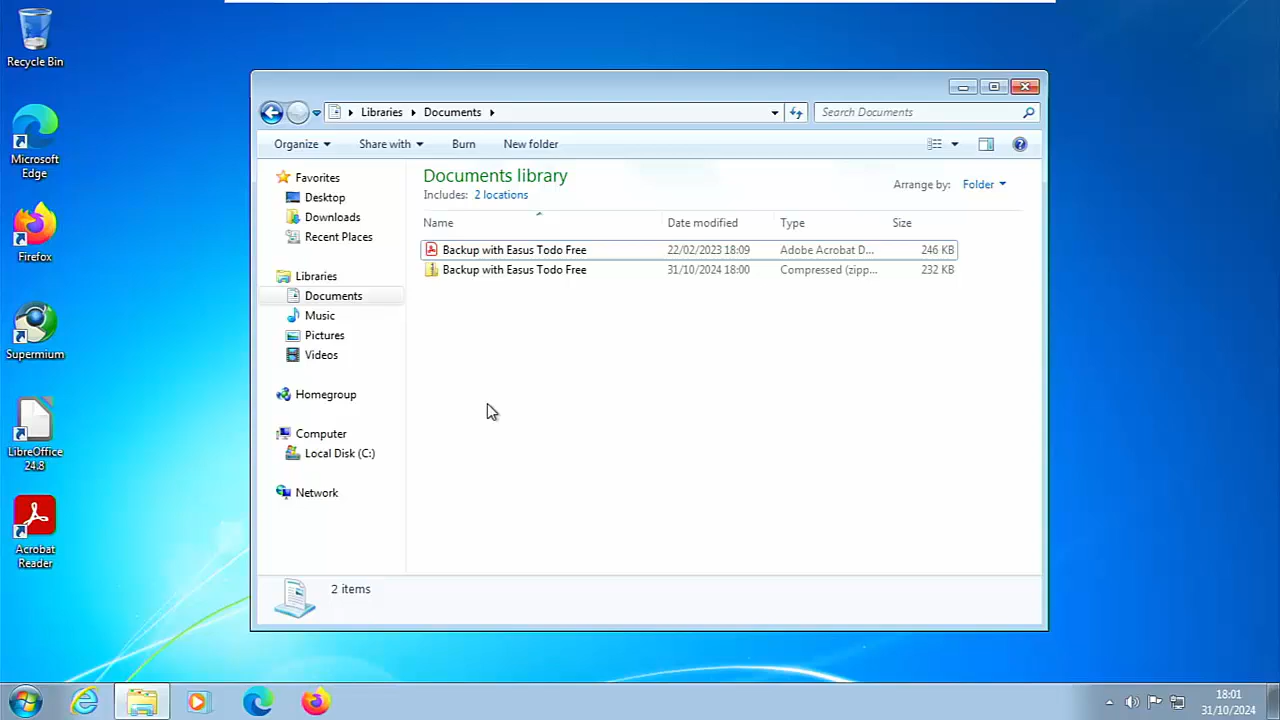 Recycle Bin
Microsoft
Edge
Firefox
Supermium
LibreOffice
24.8
Acrobat
Reader
Libraries
Documents
Search Documents
Organize
Share with
Burn
New folder
Favorites
Desktop
Downloads
Recent Places
Libraries
Documents
Music
Pictures
Videos
Homegroup
Computer
Local Disk (C:)
Network
Documents library
Includes: 2 locations
Arrange by: Folder
Name Date modified Type Size
Backup with Easus Todo Free 22/02/2023 18:09 Adobe Acrobat D... 246 KB
Backup with Easus Todo Free 31/10/2024 18:00 Compressed (zipp... 232 KB
2 items
18:01
31/10/2024